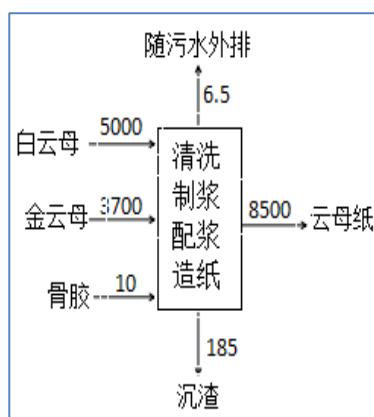 随污水外排
6.5
白云母
5000
金云母
3700
骨胶
10
清洗
制浆
配浆
造纸
8500
云母纸
185
沉渣